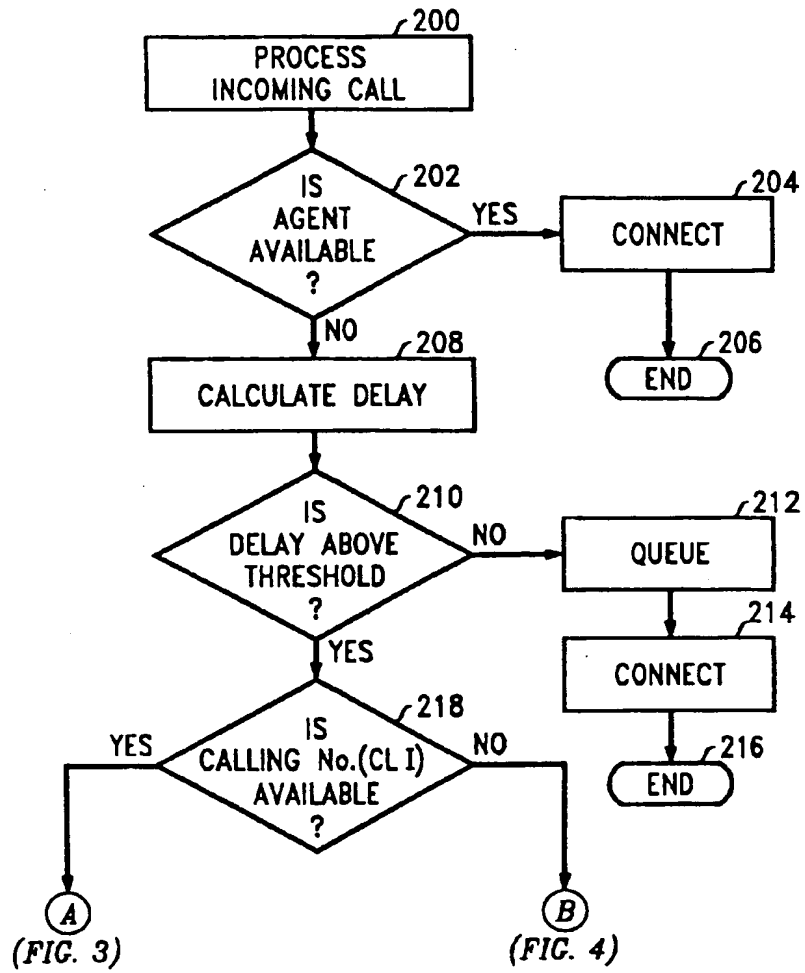 200
PROCESS
INCOMING CALL
202
IS
AGENT
AVAILABLE
?
YES
204
CONNECT
206
END
NO
208
CALCULATE DELAY
210
IS
DELAY ABOVE
THRESHOLD
?
NO
212
QUEUE
214
CONNECT
216
END
YES
218
IS
CALLING No.(CL I)
AVAILABLE
?
YES
NO
A
(FIG. 3)
B
(FIG. 4)